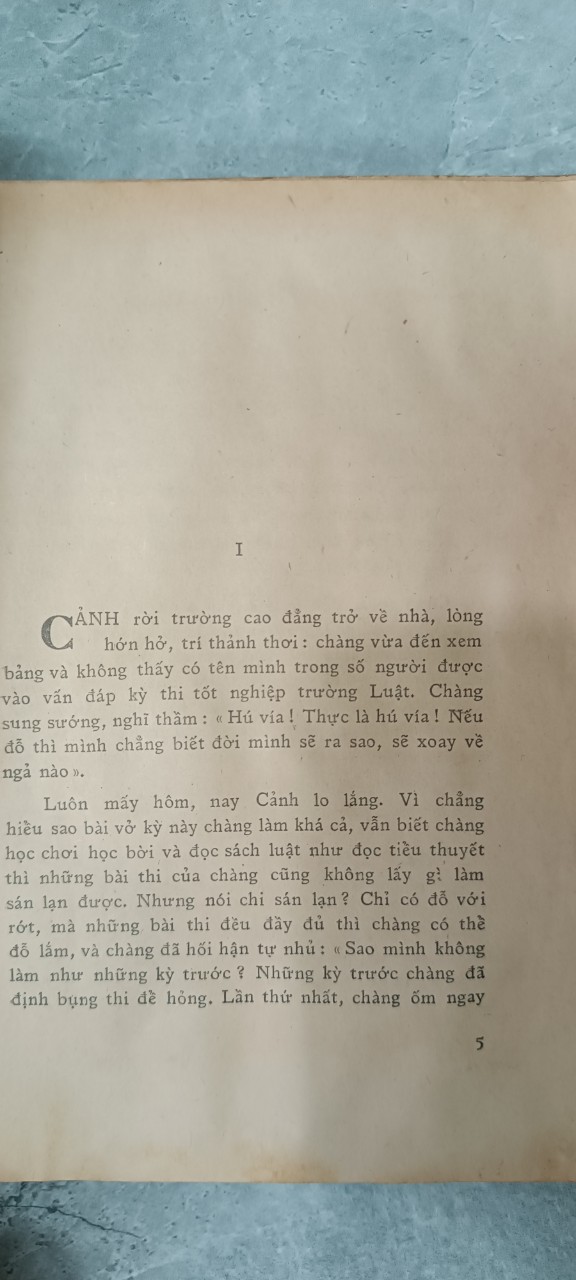 I
CẢNH rời trường cao đẳng trở về nhà, lòng
hớn hở, trí thảnh thơi : chàng vừa đến xem
bảng và không thấy có tên mình trong số người được
vào vấn đáp kỳ thi tốt nghiệp trường Luật. Chàng
sung sướng, nghĩ thầm : « Hú vía ! Thực là hú vía ! Nếu
đỗ thì mình chẳng biết đời mình sẽ ra sao, sẽ xoay về
ngả nào ».
Luôn mấy hôm, nay Cảnh lo lắng. Vì chẳng
hiểu sao bài vở kỳ này chàng làm khá cả, vẫn biết chàng
học chơi học bời và đọc sách luật như đọc tiểu thuyết
thì những bài thi của chàng cũng không lấy gì làm
sán lạn được. Nhưng nói chi sán lạn ? Chỉ có đỗ với
rớt, mà những bài thi đều đầy đủ thì chàng có thể
đỗ lắm, và chàng đã hối hận tự nhủ : « Sao mình không
làm như những kỳ trước ? Những kỳ trước chàng đã
định bụng thi để hỏng. Lần thứ nhất, chàng ốm ngay
5